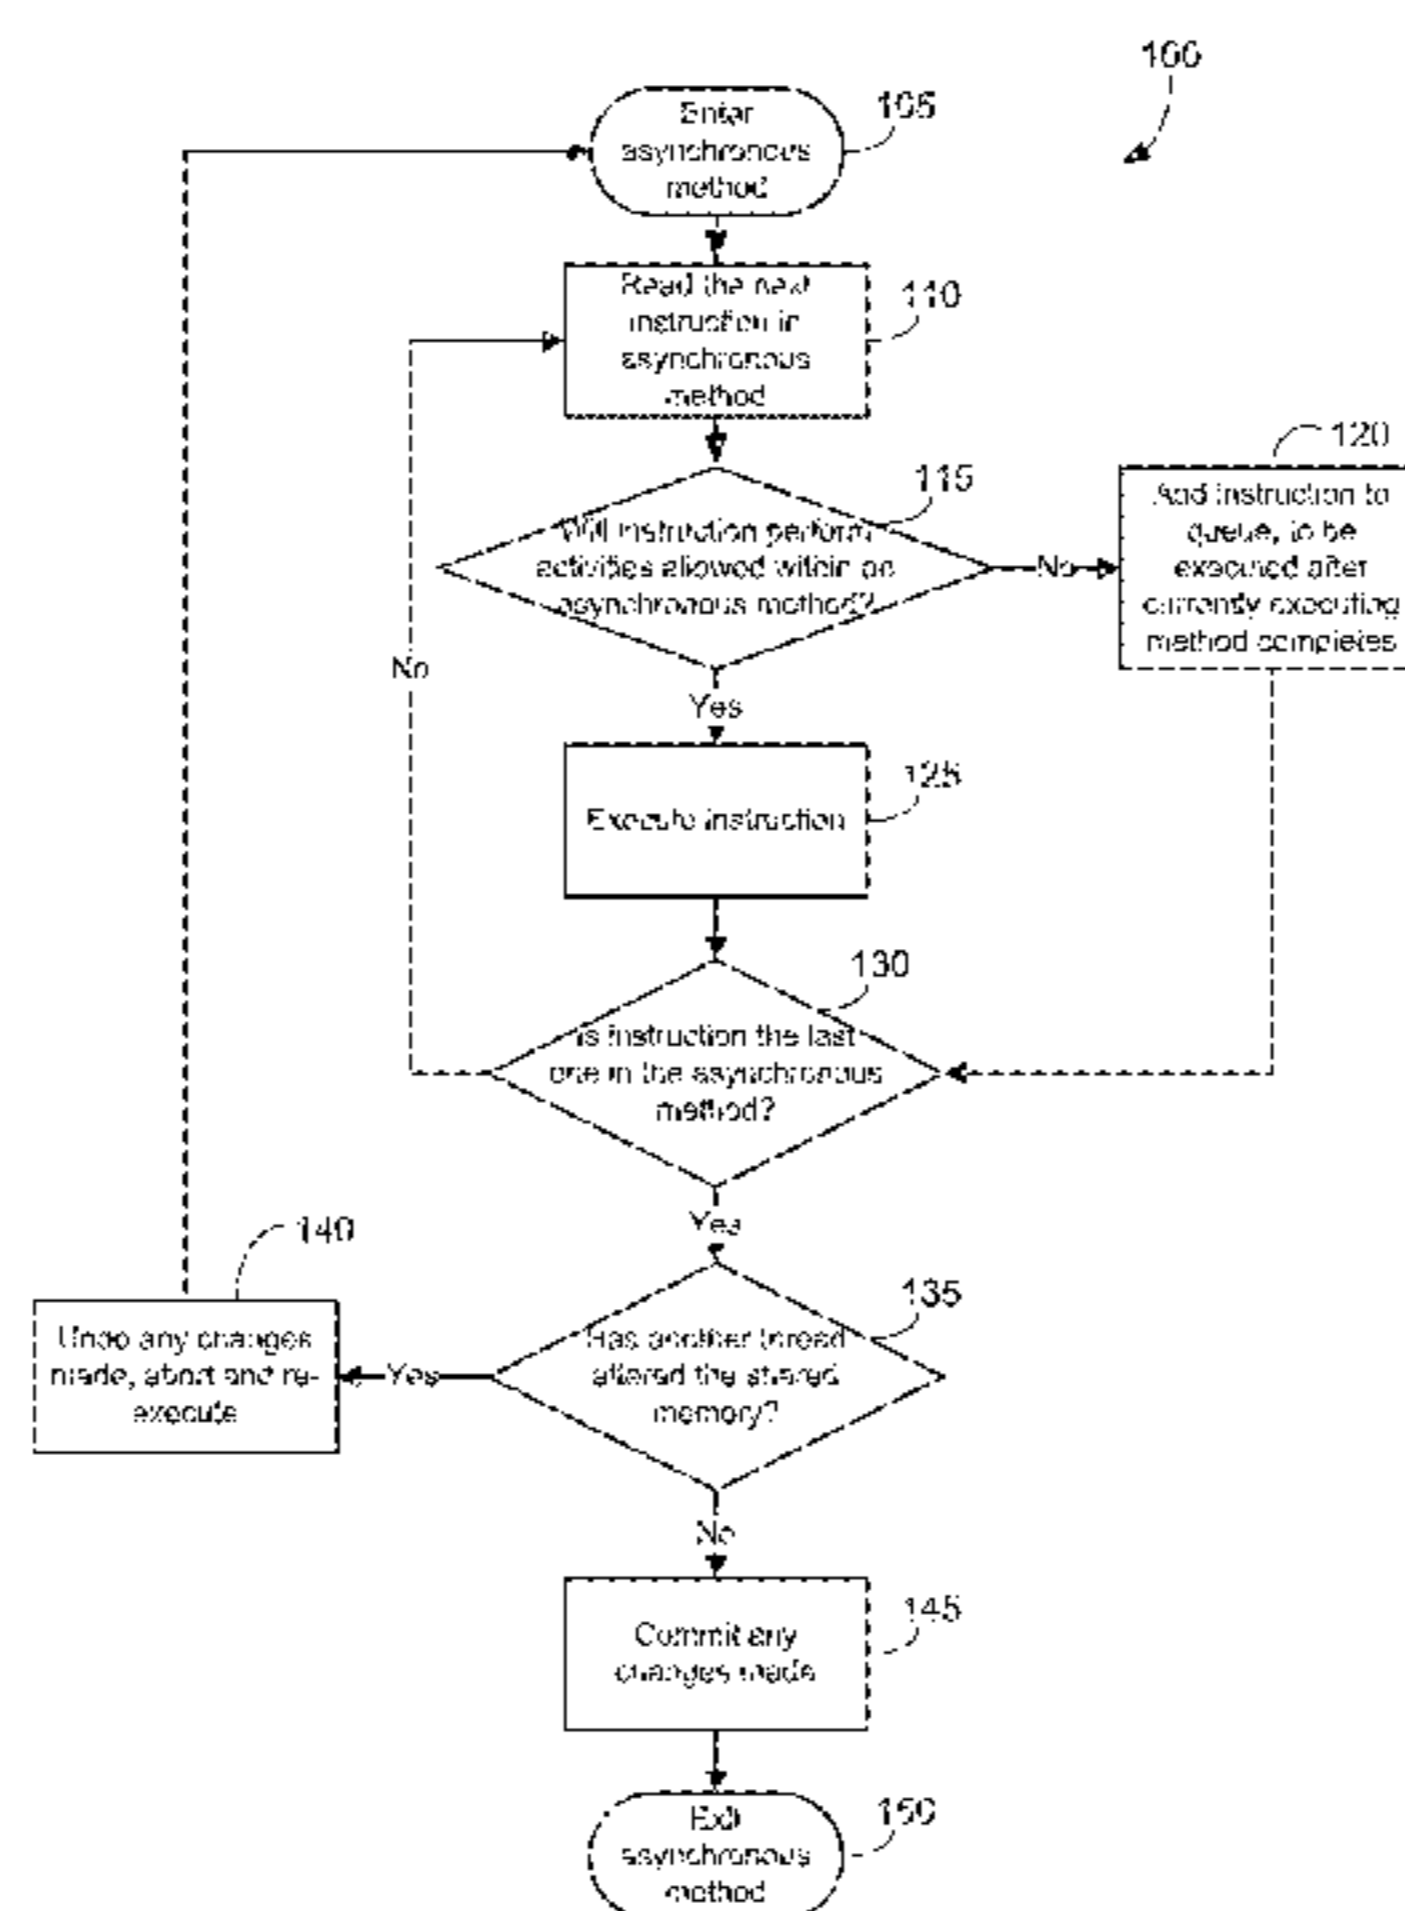 100
Enter
asynchronous
method
105
Read the next
instruction in
asynchronous
method
110
Will instruction perform
activities allowed within an
asynchronous method?
115
No
120
Add instruction to
queue, to be
executed after
currently executing
method completes
No
Yes
Execute instruction
125
130
Is instruction the last
one in the asynchronous
method?
Yes
140
Undo any changes
made, abort and re-
execute
Yes
135
Has another thread
altered the shared
memory?
No
Commit any
changes made
145
Exit
asynchronous
method
150